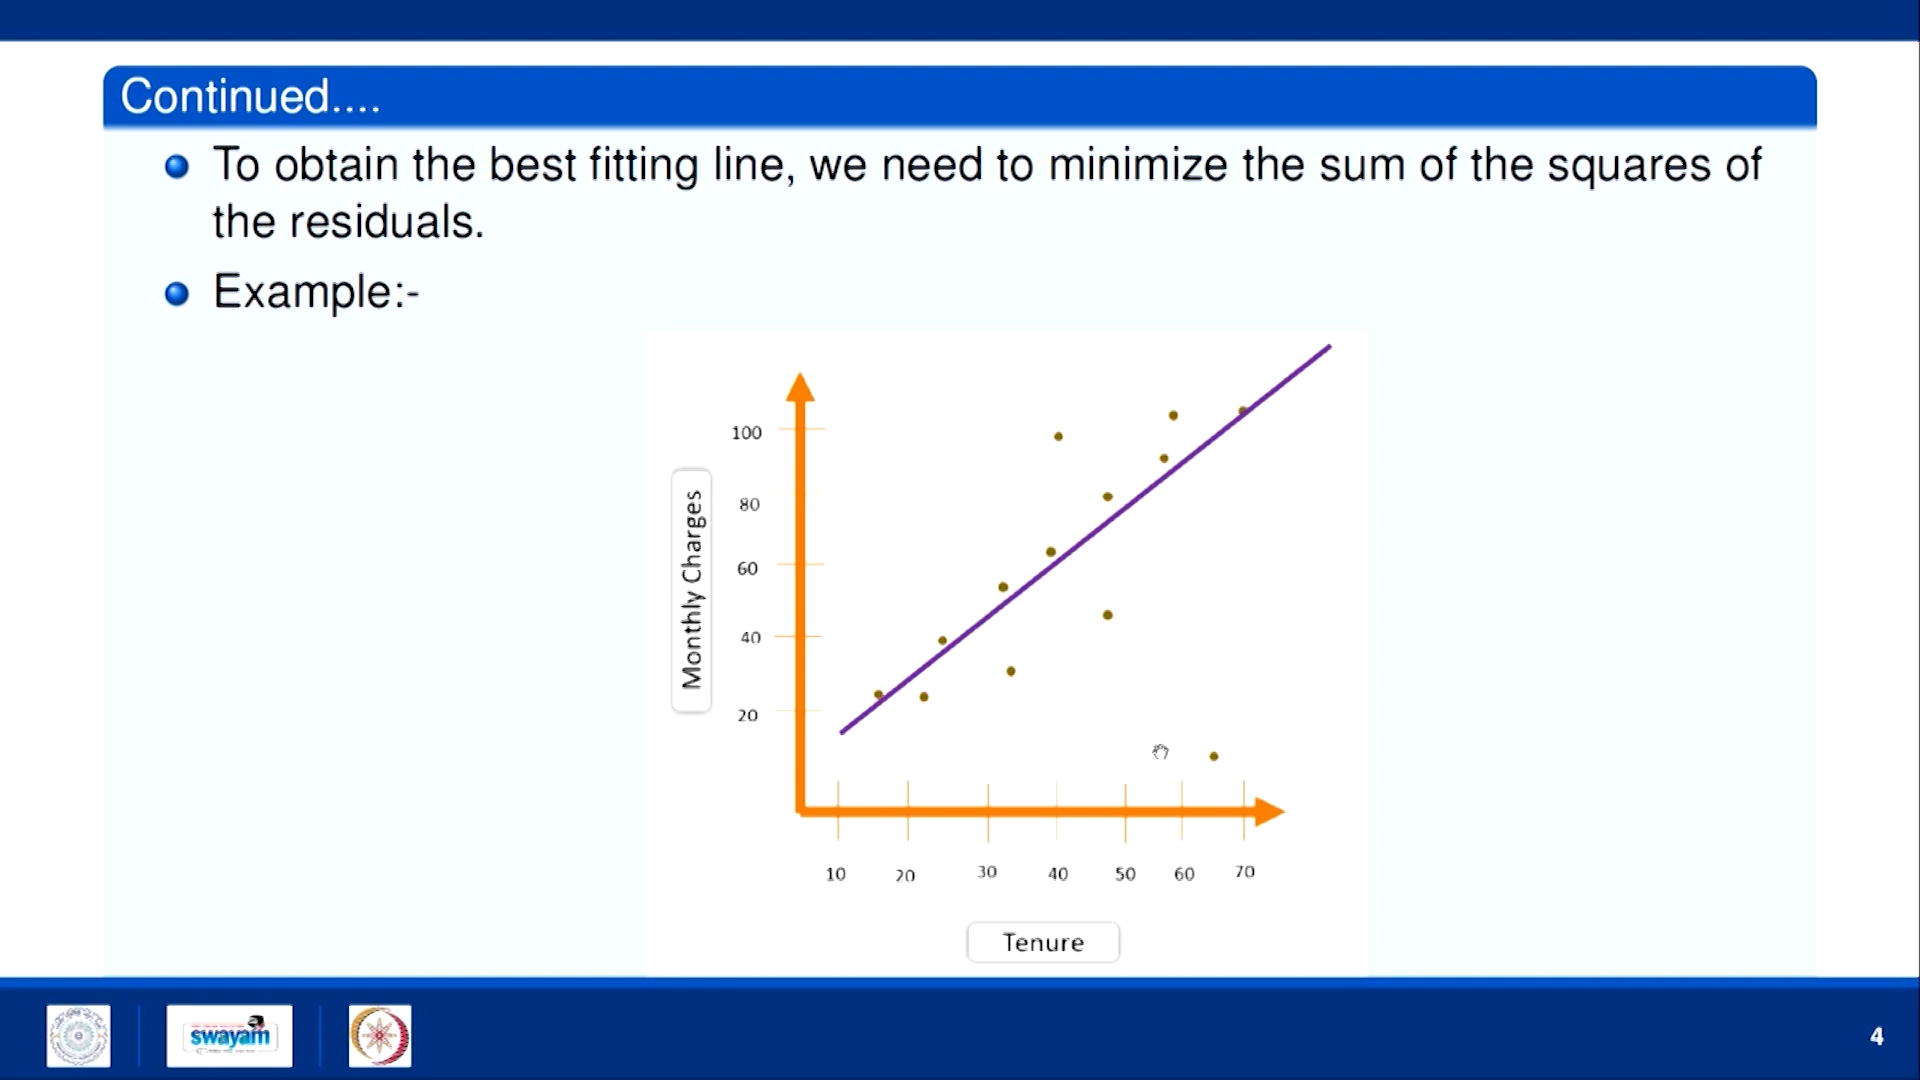 Continued....
To obtain the best fitting line, we need to minimize the sum of the squares of
the residuals.
Example:-
100
80
60
40
20
Monthly Charges
10 20 30 40 50 60 70
Tenure
swayam
4